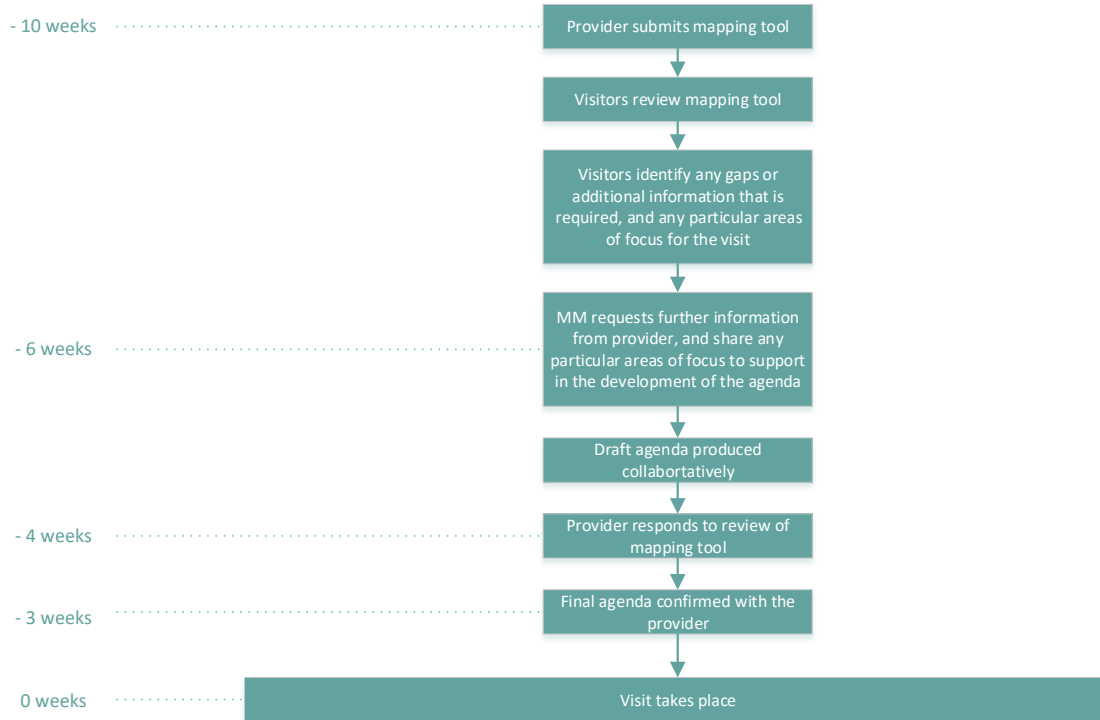 - 10 weeks
Provider submits mapping tool
Visitors review mapping tool
Visitors identify any gaps or
additional information that is
required, and any particular areas
of focus for the visit
- 6 weeks
MM requests further information
from provider, and share any
particular areas of focus to support
in the development of the agenda
Draft agenda produced
collabortatively
- 4 weeks
Provider responds to review of
mapping tool
- 3 weeks
Final agenda confirmed with the
provider
0 weeks
Visit takes place